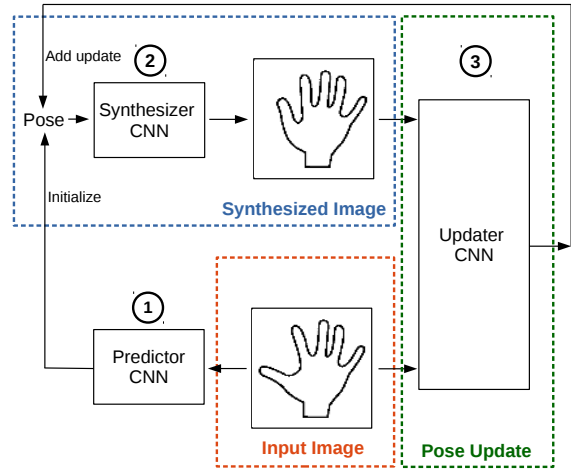 Add update
2
3
Pose
Synthesizer
CNN
Initialize
Synthesized Image
Updater
CNN
1
Predictor
CNN
Input Image
Pose Update